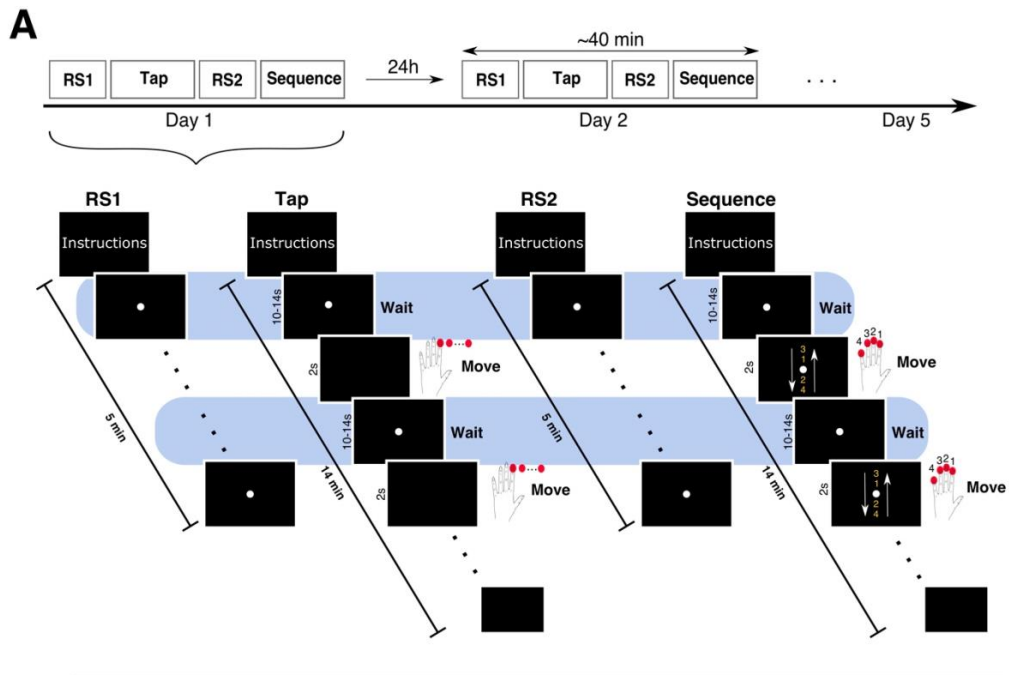 A
~40 min
RS1 Tap RS2 Sequence 24h RS1 Tap RS2 Sequence . . .
Day 1 Day 2 Day 5
RS1 Tap RS2 Sequence
Instructions Instructions Instructions Instructions
10-14s Wait 10-14s Wait
2s ... Move 2s 3 1 2 4 4 3 2 1 Move
5 min 10-14s Wait 5 min 10-14s Wait
14 min 2s ... Move 14 min 2s 3 1 2 4 4 3 2 1 Move